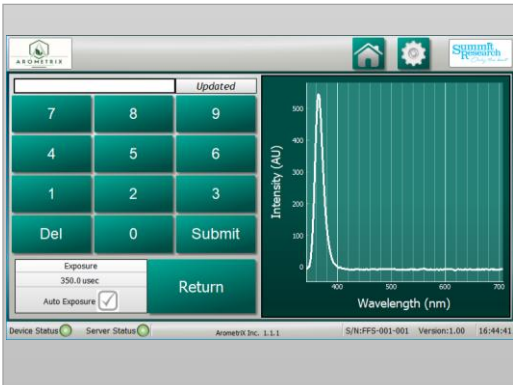 AROMETRIX
Summit
Research
Updated
7 8 9
4 5 6
1 2 3
Del 0 Submit
Exposure
350.0 usec
Auto Exposure
Return
Intensity (AU)
500
400
300
200
100
0
400 500 600 700
Wavelength (nm)
Device Status Server Status ArometriX Inc. 1.1.1 S/N:FFS-001-001 Version:1.00 16:44:41